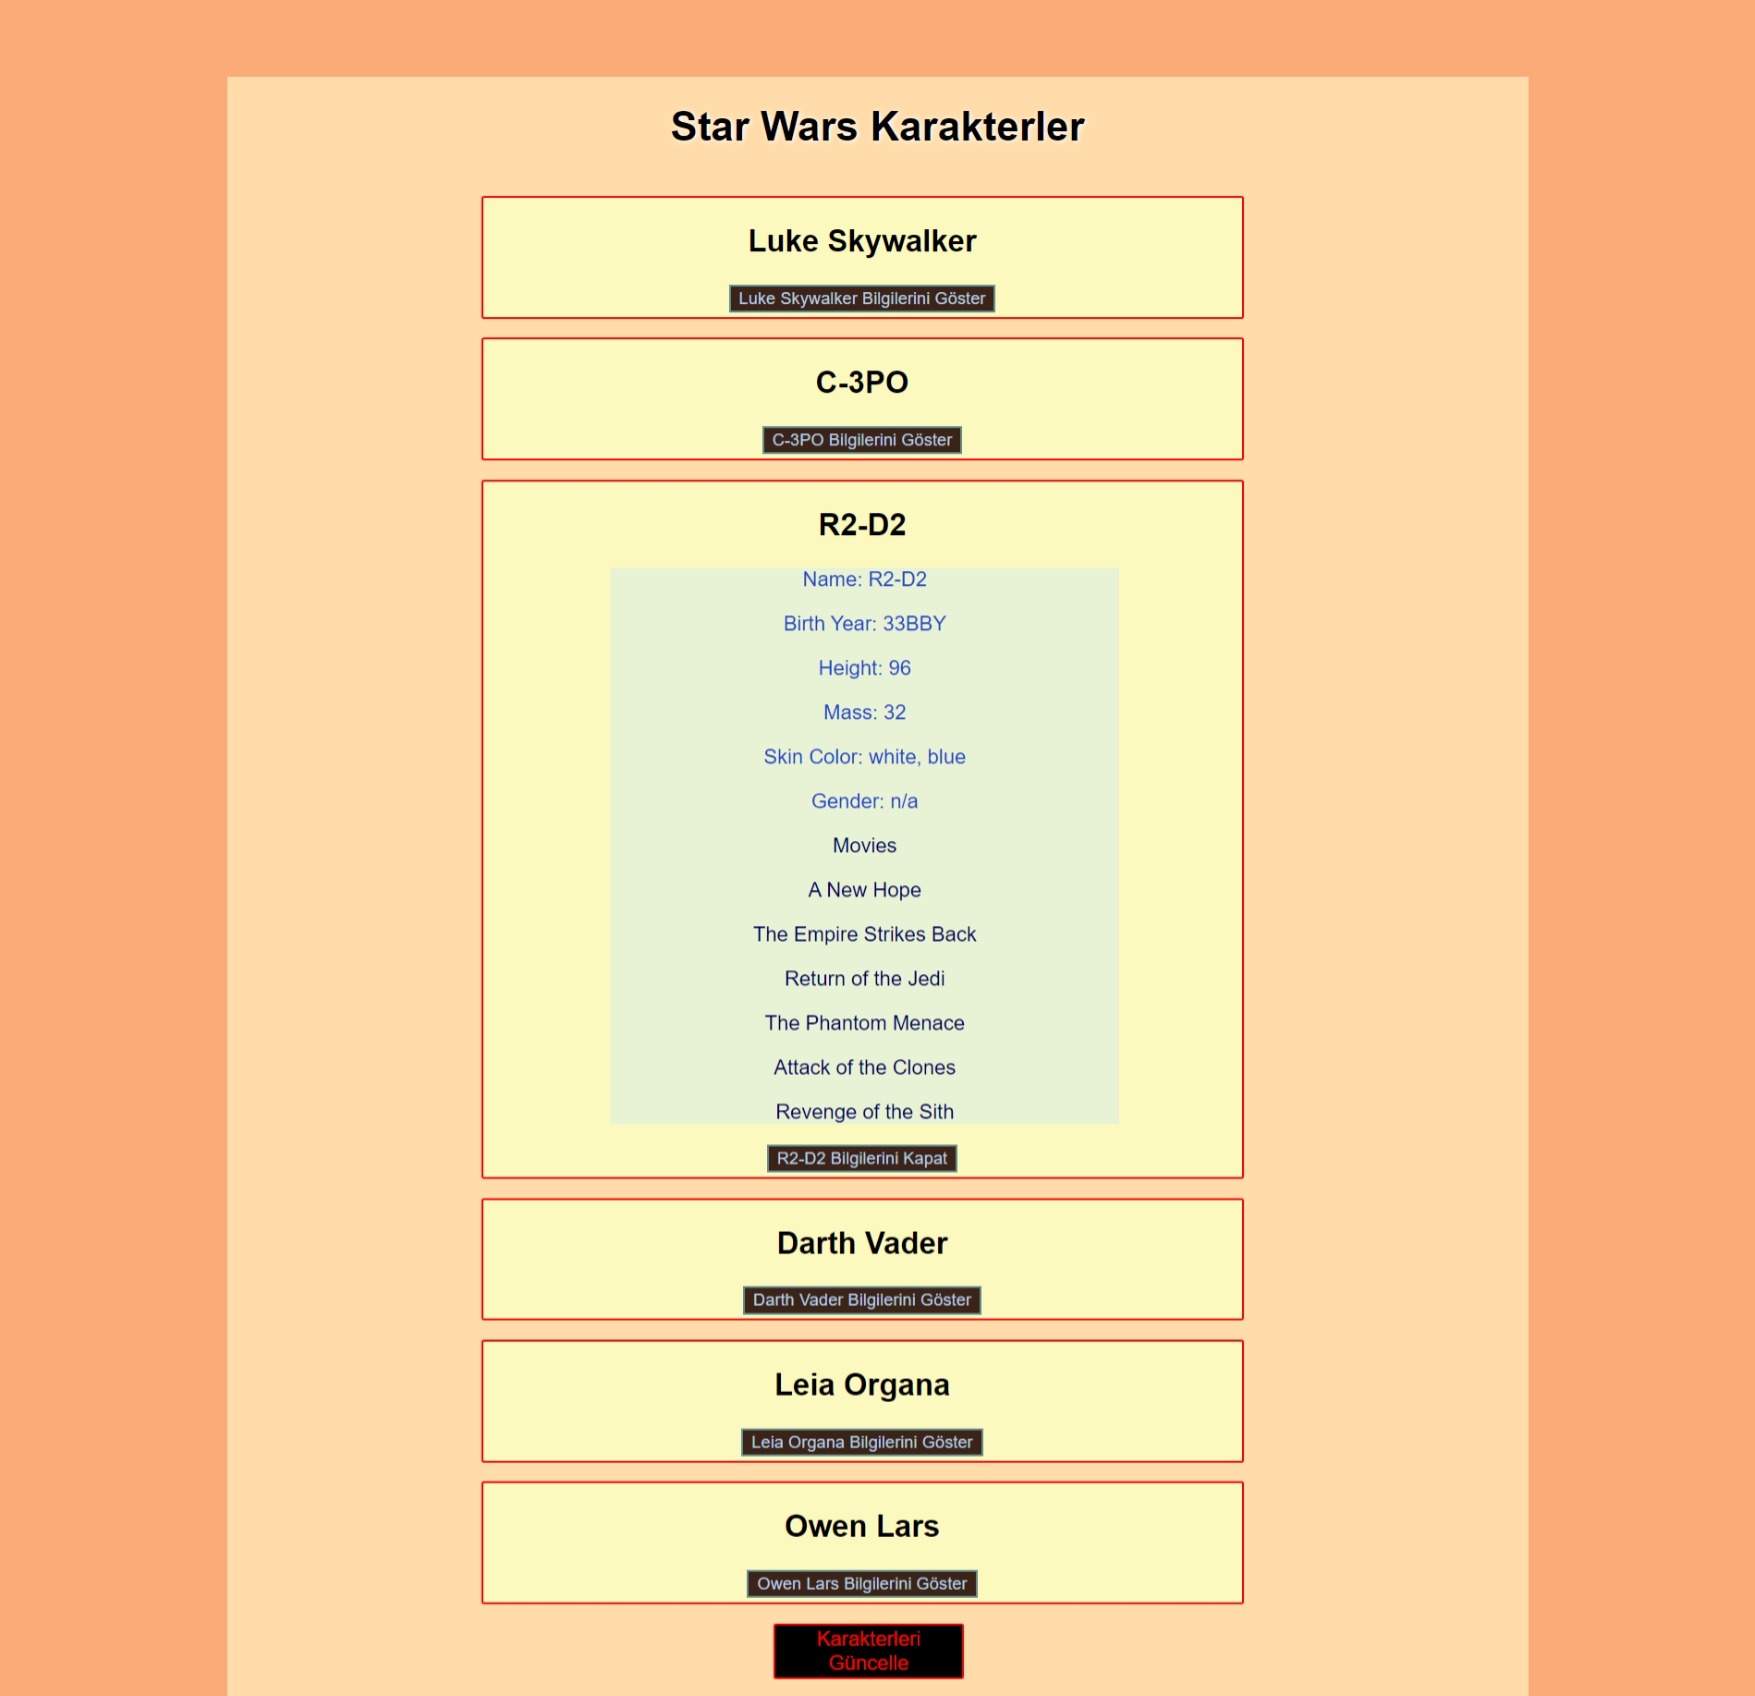 Star Wars Karakterler
Luke Skywalker
Luke Skywalker Bilgilerini Göster
C-3PO
C-3PO Bilgilerini Göster
R2-D2
Name: R2-D2
Birth Year: 33BBY
Height: 96
Mass: 32
Skin Color: white, blue
Gender: n/a
Movies
A New Hope
The Empire Strikes Back
Return of the Jedi
The Phantom Menace
Attack of the Clones
Revenge of the Sith
R2-D2 Bilgilerini Kapat
Darth Vader
Darth Vader Bilgilerini Göster
Leia Organa
Leia Organa Bilgilerini Göster
Owen Lars
Owen Lars Bilgilerini Göster
Karakterleri
Güncelle